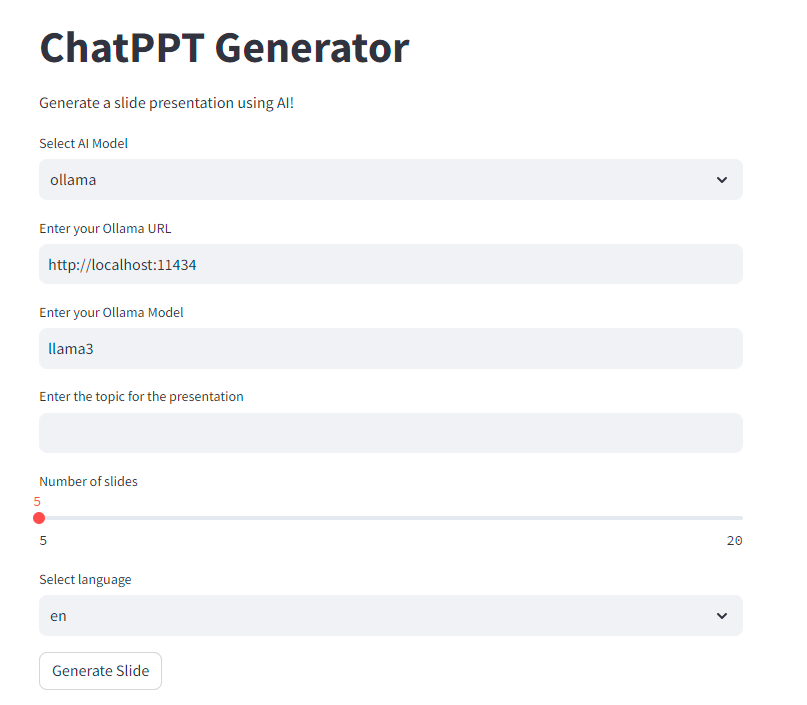 ChatPPT Generator
Generate a slide presentation using AI!
Select AI Model
ollama
Enter your Ollama URL
http://localhost:11434
Enter your Ollama Model
llama3
Enter the topic for the presentation
Number of slides
5
5 20
Select language
en
Generate Slide